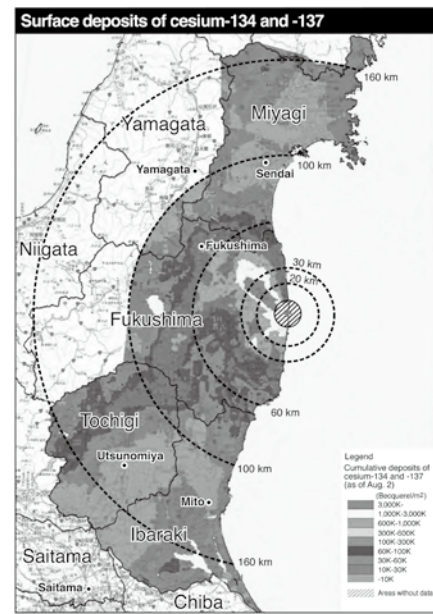 Surface deposits of cesium-134 and -137
160 km
Miyagi
Yamagata
Yamagata
100 km
Sendai
Niigata
Fukushima
30 km
20 km
Fukushima
60 km
Tochigi
Utsunomiya
100 km
Mito
Ibaraki
160 km
Saitama
Saitama
Chiba
Legend
Cumulative deposits of
cesium-134 and -137
(as of Aug. 2)
(Becquerel/m2)
3,000K-
1,000K-3,000K
600K-1,000K
300K-600K
100K-300K
60K-100K
30K-60K
10K-30K
-10K
Areas without data